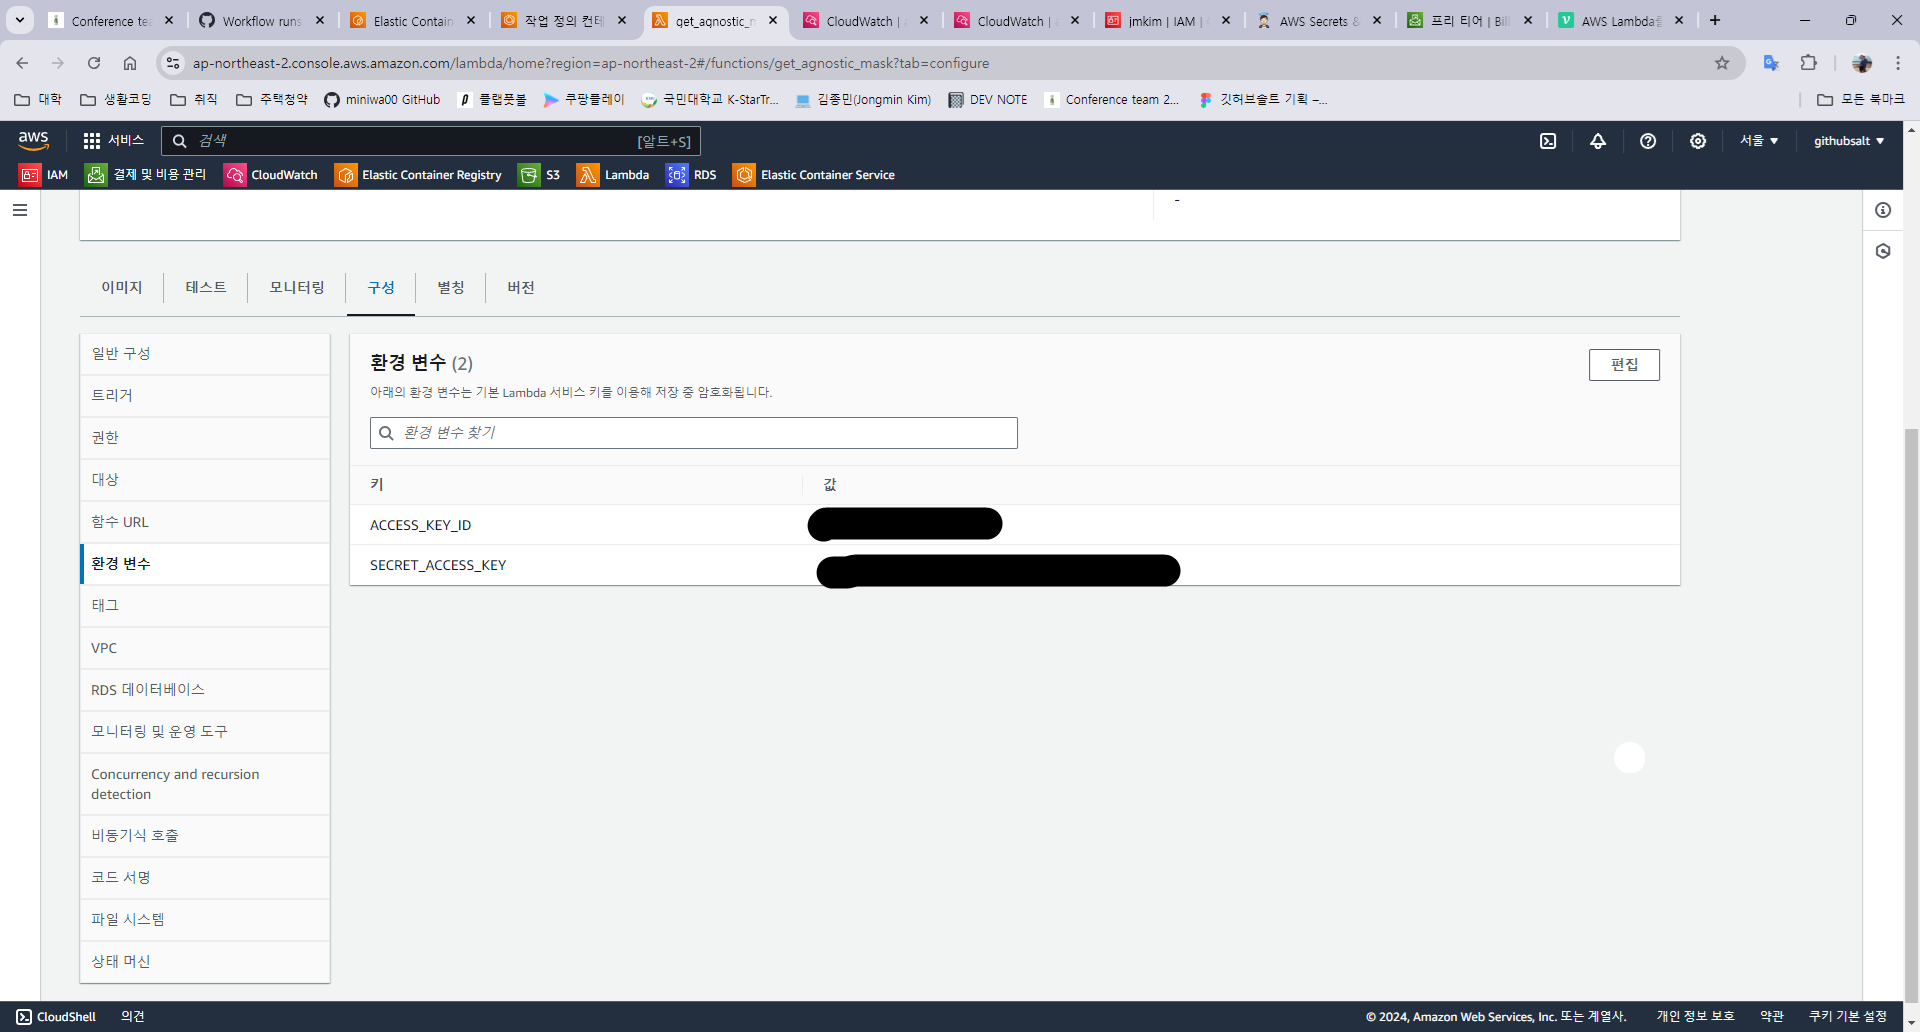 Conference te
Workflow runs
Elastic Contain
작업 정의 컨테
get_agnostic_m
CloudWatch |
CloudWatch |
jmkim | IAM |
AWS Secrets &
프리 티어 | Bill
AWS Lambda를
ap-northeast-2.console.aws.amazon.com/lambda/home?region=ap-northeast-2#/functions/get_agnostic_mask?tab=configure
대학
생활코딩
취직
주택청약
miniwa00 GitHub
플랩풋볼
쿠팡플레이
국민대학교 K-StarTr...
김종민(Jongmin Kim)
DEV NOTE
Conference team 2...
깃허브솔트 기획 –...
모든 북마크
aws
서비스
검색
[알트+S]
서울
githubsalt
IAM
결제 및 비용 관리
CloudWatch
Elastic Container Registry
S3
Lambda
RDS
Elastic Container Service
-
이미지
테스트
모니터링
구성
별칭
버전
일반 구성
트리거
권한
대상
함수 URL
환경 변수
태그
VPC
RDS 데이터베이스
모니터링 및 운영 도구
Concurrency and recursion
detection
비동기식 호출
코드 서명
파일 시스템
상태 머신
환경 변수 (2)
편집
아래의 환경 변수는 기본 Lambda 서비스 키를 이용해 저장 중 암호화됩니다.
환경 변수 찾기
키
값
ACCESS_KEY_ID
SECRET_ACCESS_KEY
CloudShell
의견
© 2024, Amazon Web Services, Inc. 또는 계열사.
개인 정보 보호
약관
쿠키 기본 설정